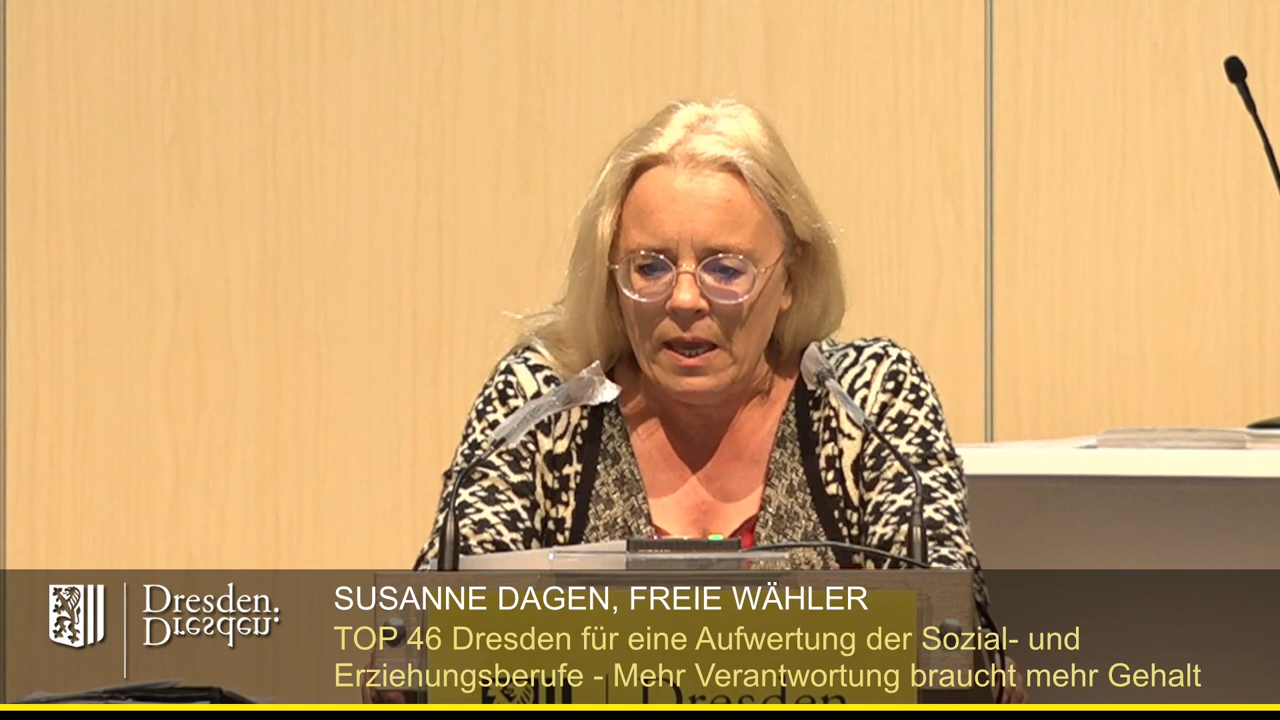 Dresden.
Dresden.
SUSANNE DAGEN, FREIE WÄHLER
TOP 46 Dresden für eine Aufwertung der Sozial- und
Erziehungsberufe - Mehr Verantwortung braucht mehr Gehalt
Dresden